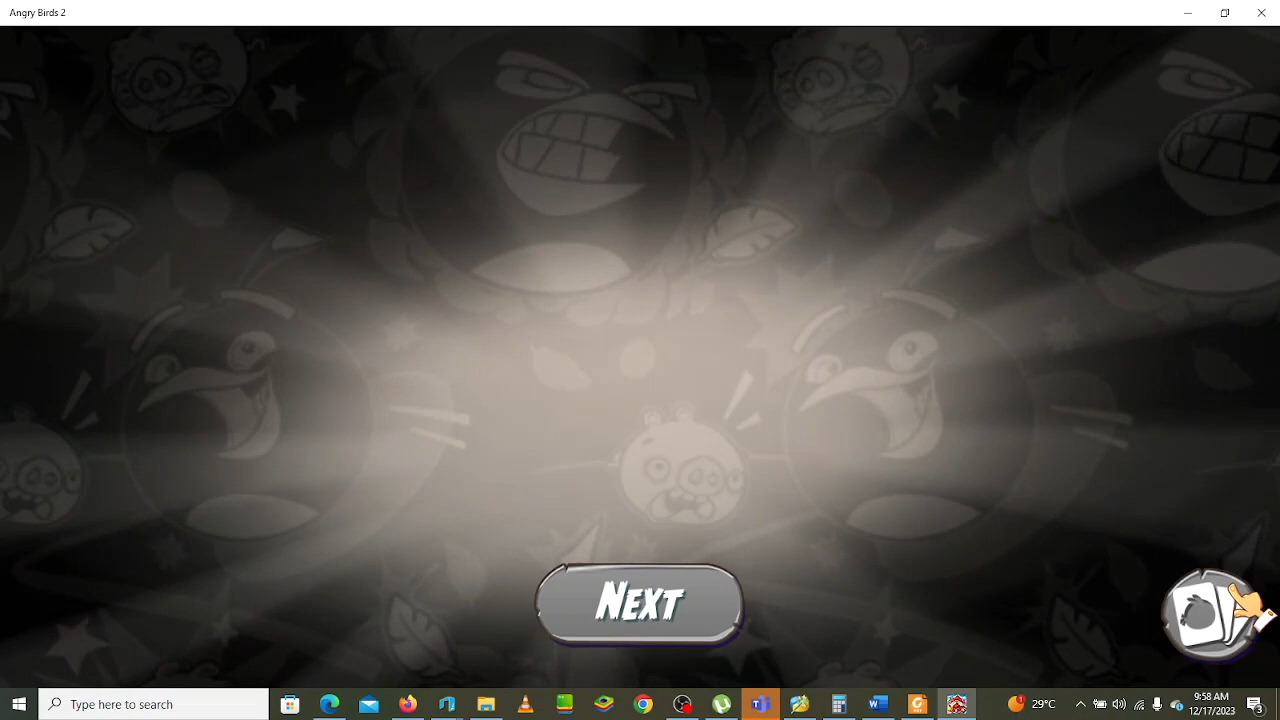 Angry Birds 2
NEXT
Type here to search
29°C
9:58 AM
12/17/2023